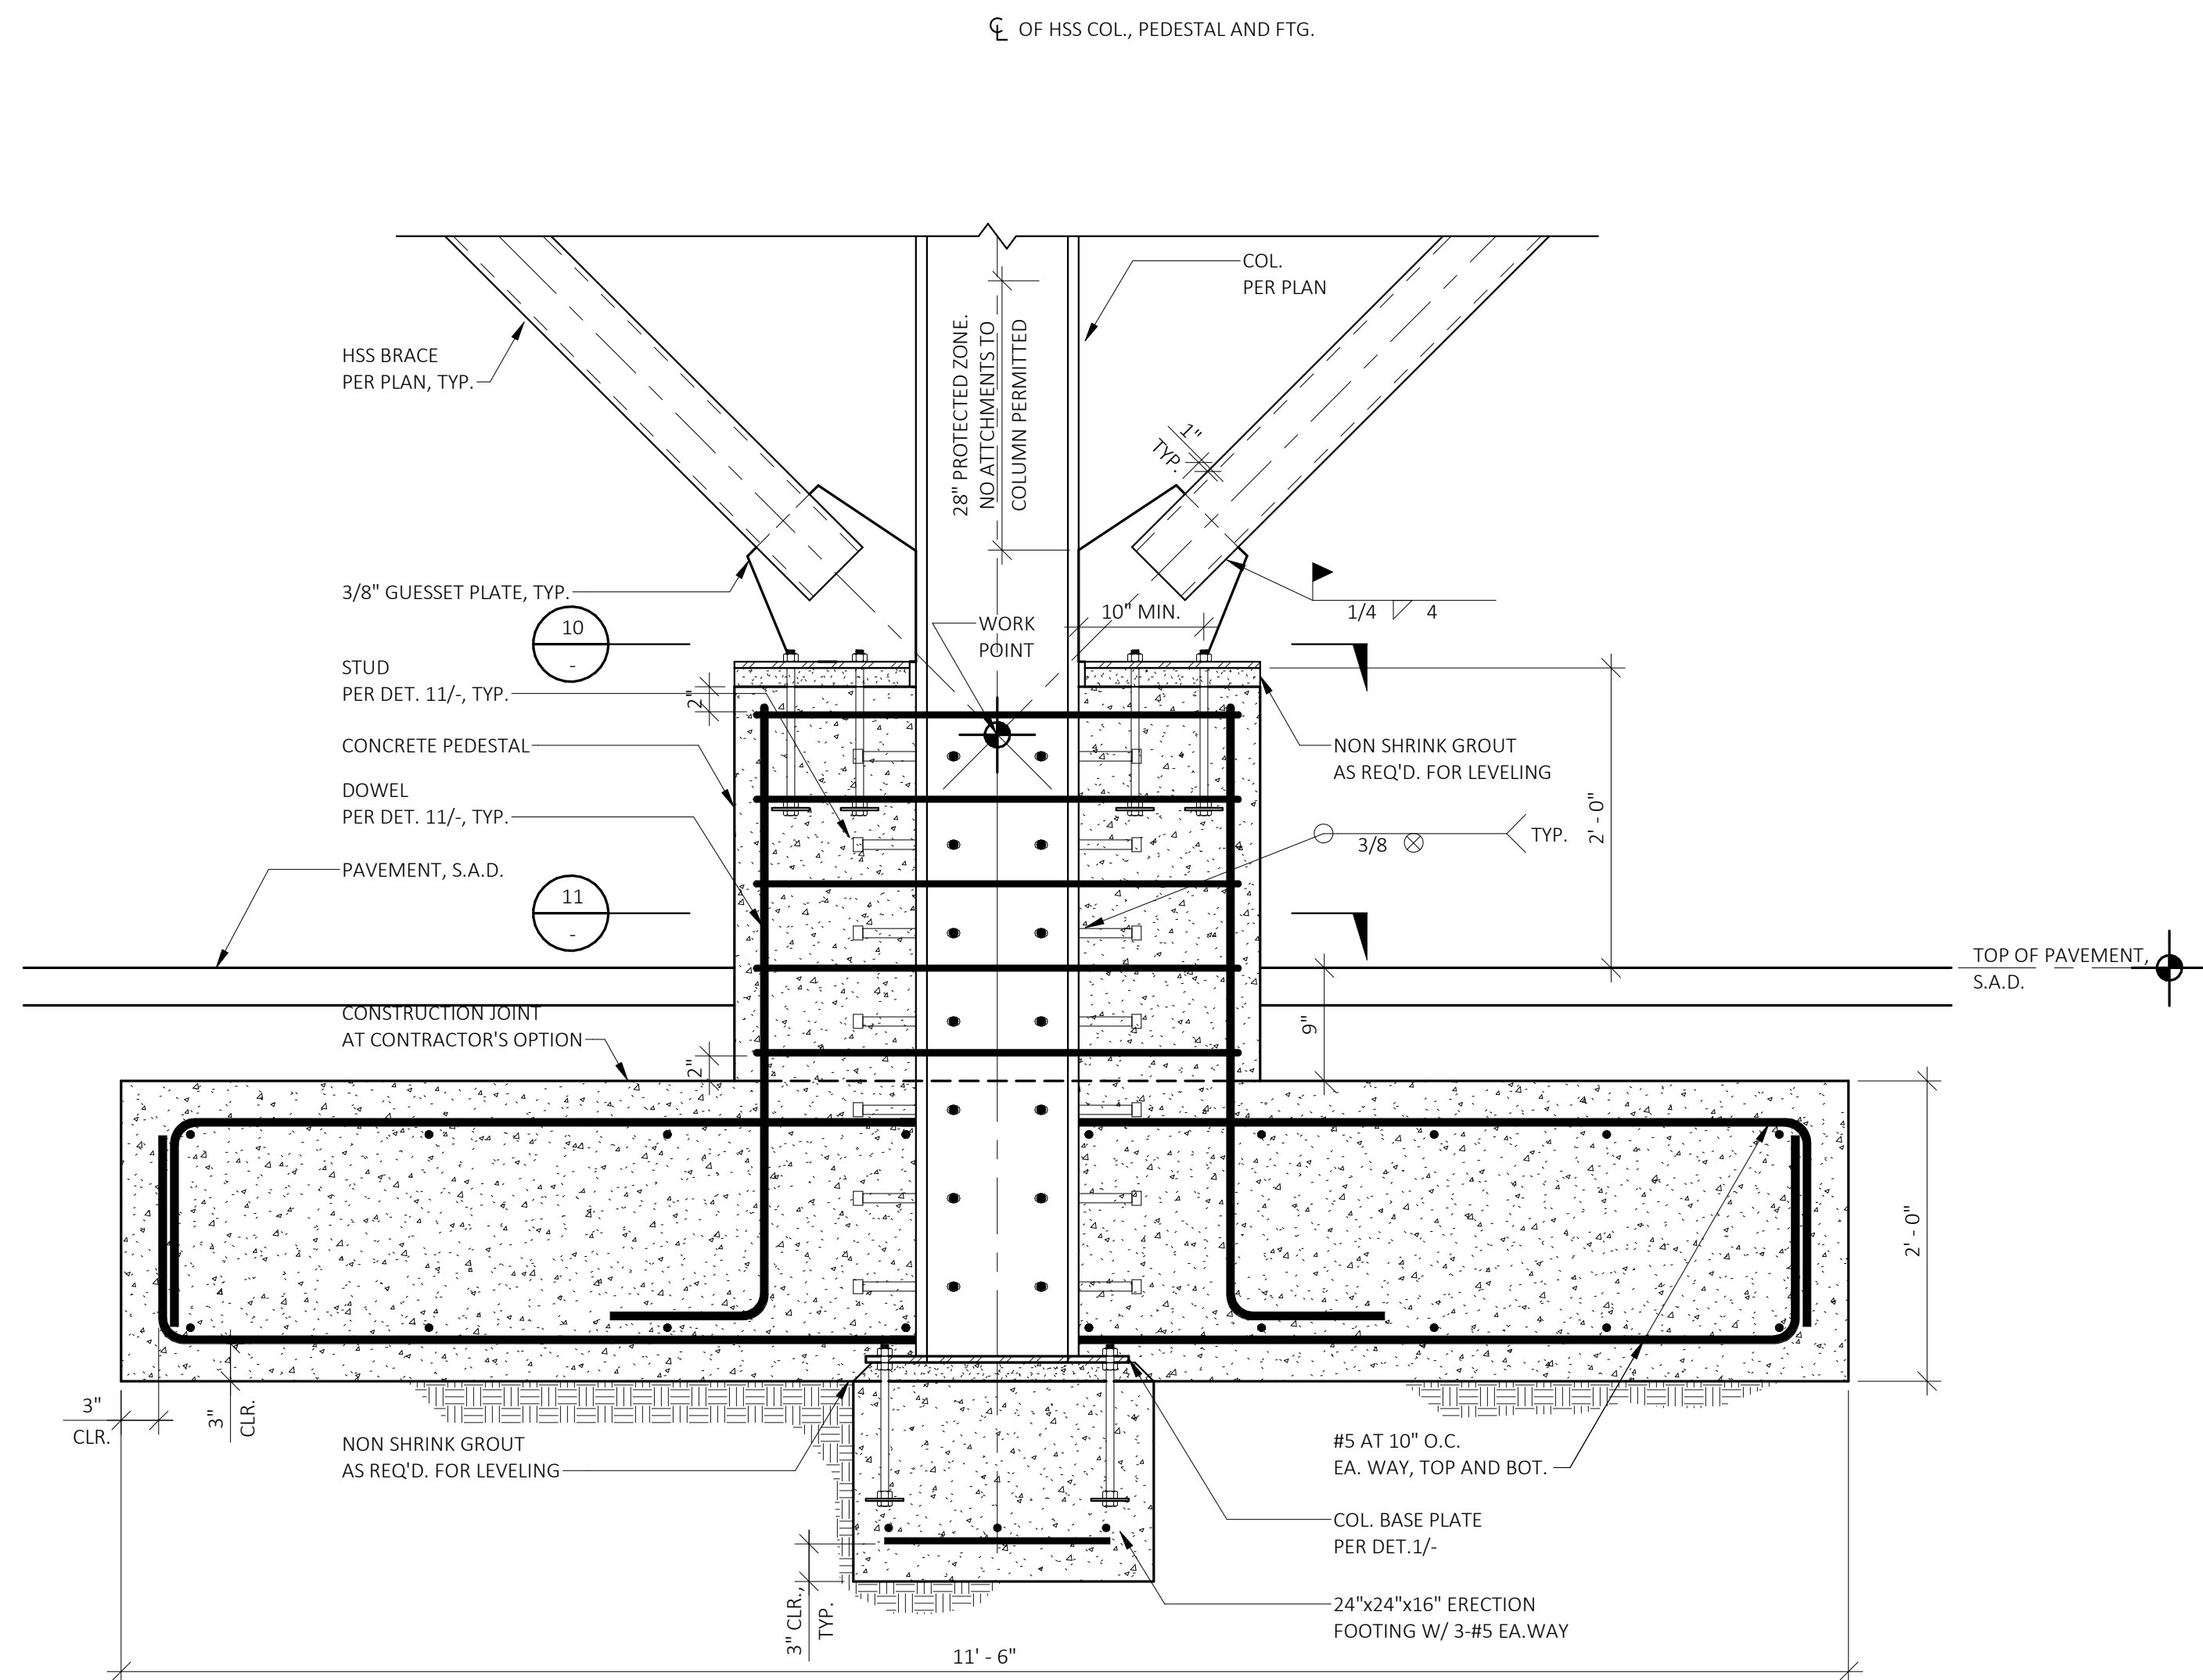 ℄ OF HSS COL., PEDESTAL AND FTG.
COL.
PER PLAN
28" PROTECTED ZONE.
NO ATTCHMENTS TO
COLUMN PERMITTED
HSS BRACE
PER PLAN, TYP.
1"
TYP.
3/8" GUESSET PLATE, TYP.
1/4 4
10" MIN.
10
-
WORK
POINT
STUD
PER DET. 11/-, TYP.
2"
CONCRETE PEDESTAL
NON SHRINK GROUT
AS REQ'D. FOR LEVELING
DOWEL
PER DET. 11/-, TYP.
2' - 0"
3/8
TYP.
PAVEMENT, S.A.D.
11
-
TOP OF PAVEMENT,
S.A.D.
CONSTRUCTION JOINT
AT CONTRACTOR'S OPTION
9"
2"
2' - 0"
3"
CLR.
3"
CLR.
NON SHRINK GROUT
AS REQ'D. FOR LEVELING
#5 AT 10" O.C.
EA. WAY, TOP AND BOT.
COL. BASE PLATE
PER DET.1/-
3" CLR.,
TYP.
24"x24"x16" ERECTION
FOOTING W/ 3-#5 EA.WAY
11' - 6"